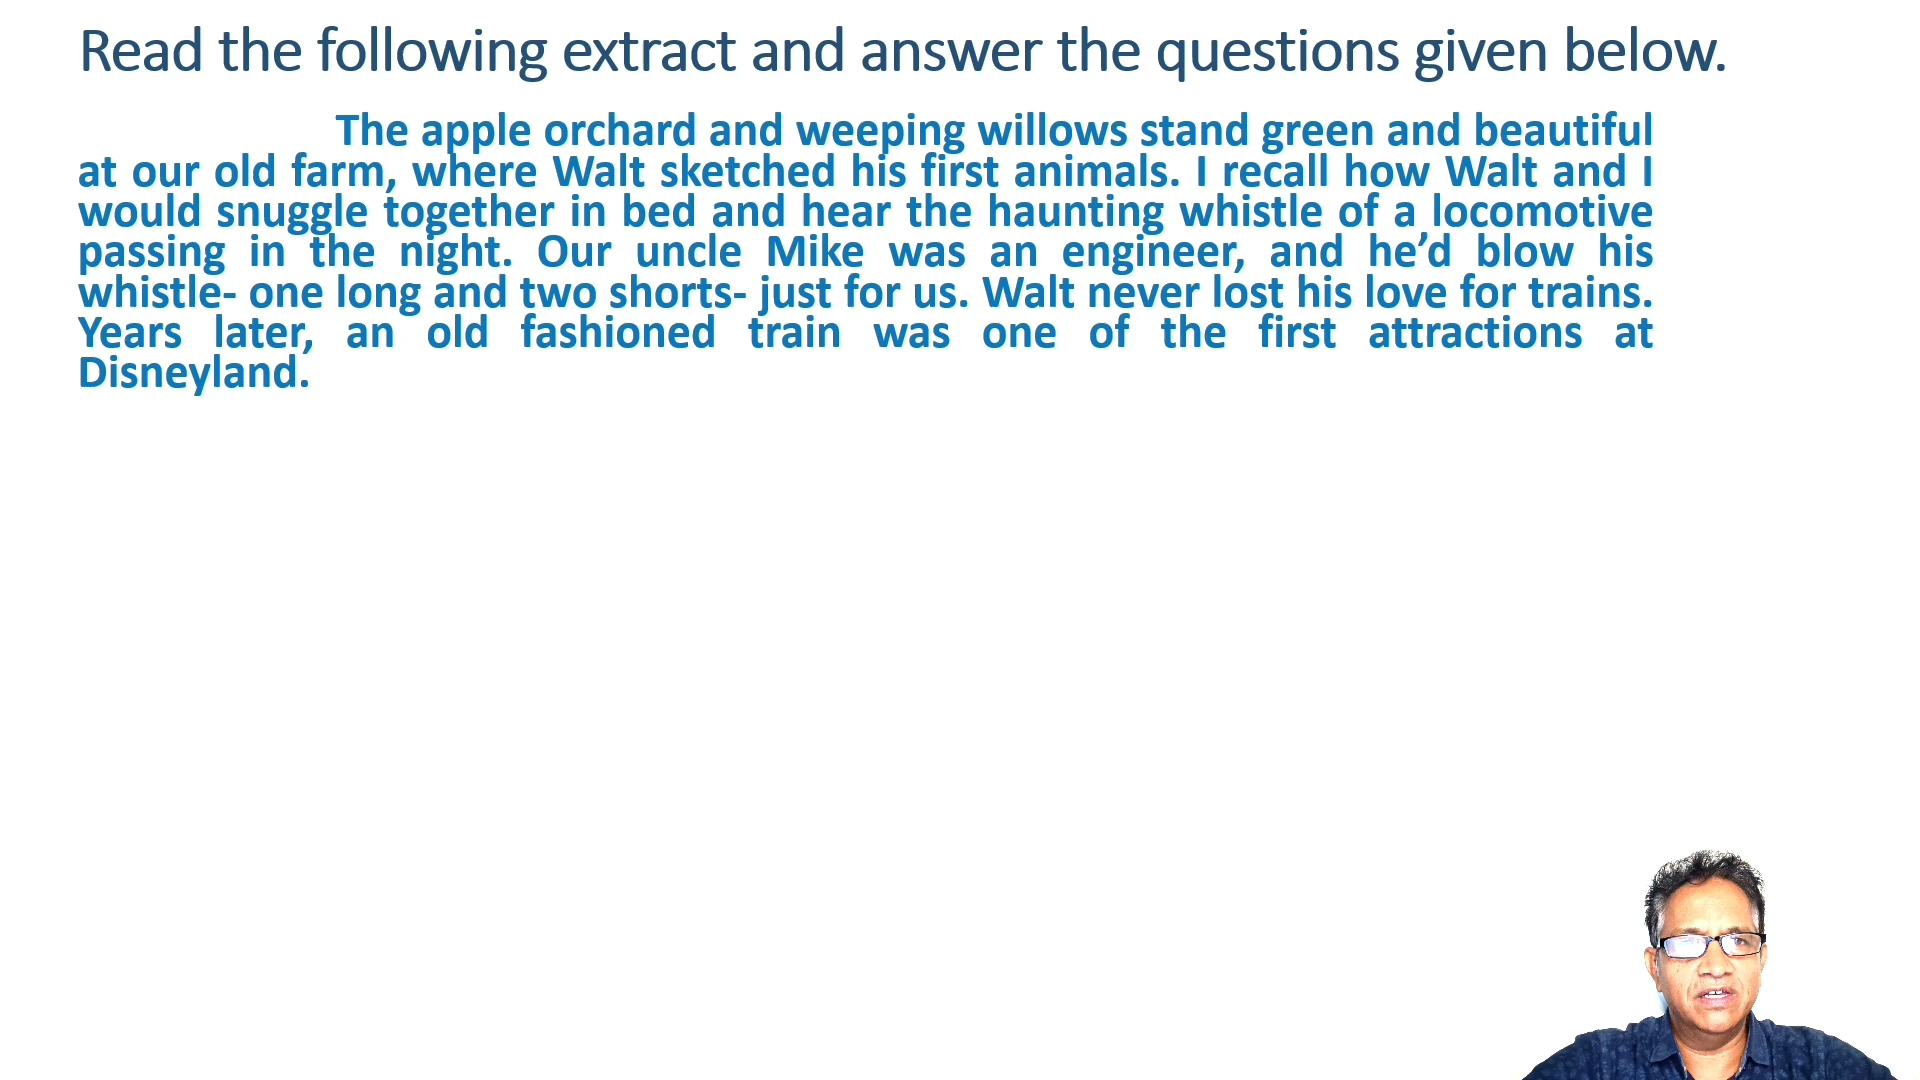 Read the following extract and answer the questions given below.
The apple orchard and weeping willows stand green and beautiful
at our old farm, where Walt sketched his first animals. I recall how Walt and I
would snuggle together in bed and hear the haunting whistle of a locomotive
passing in the night. Our uncle Mike was an engineer, and he’d blow his
whistle- one long and two shorts- just for us. Walt never lost his love for trains.
Years later, an old fashioned train was one of the first attractions at
Disneyland.